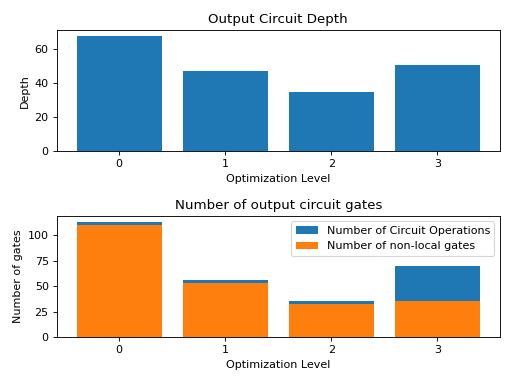 Output Circuit Depth
60
40
20
0
Depth
0 1 2 3
Optimization Level
Number of output circuit gates
100
75
50
25
0
Number of gates
Number of Circuit Operations
Number of non-local gates
0 1 2 3
Optimization Level